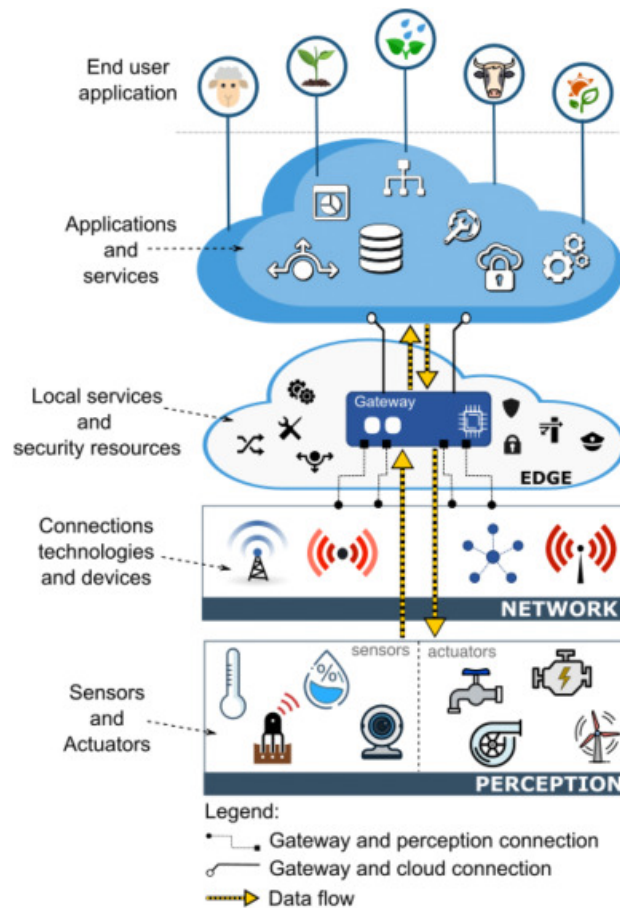 End user
application
Applications
and
services
Local services
and
security resources
Gateway
EDGE
Connections
technologies
and devices
NETWORK
sensors
actuators
%
Sensors
and
Actuators
PERCEPTION
Legend:
Gateway and perception connection
Gateway and cloud connection
Data flow